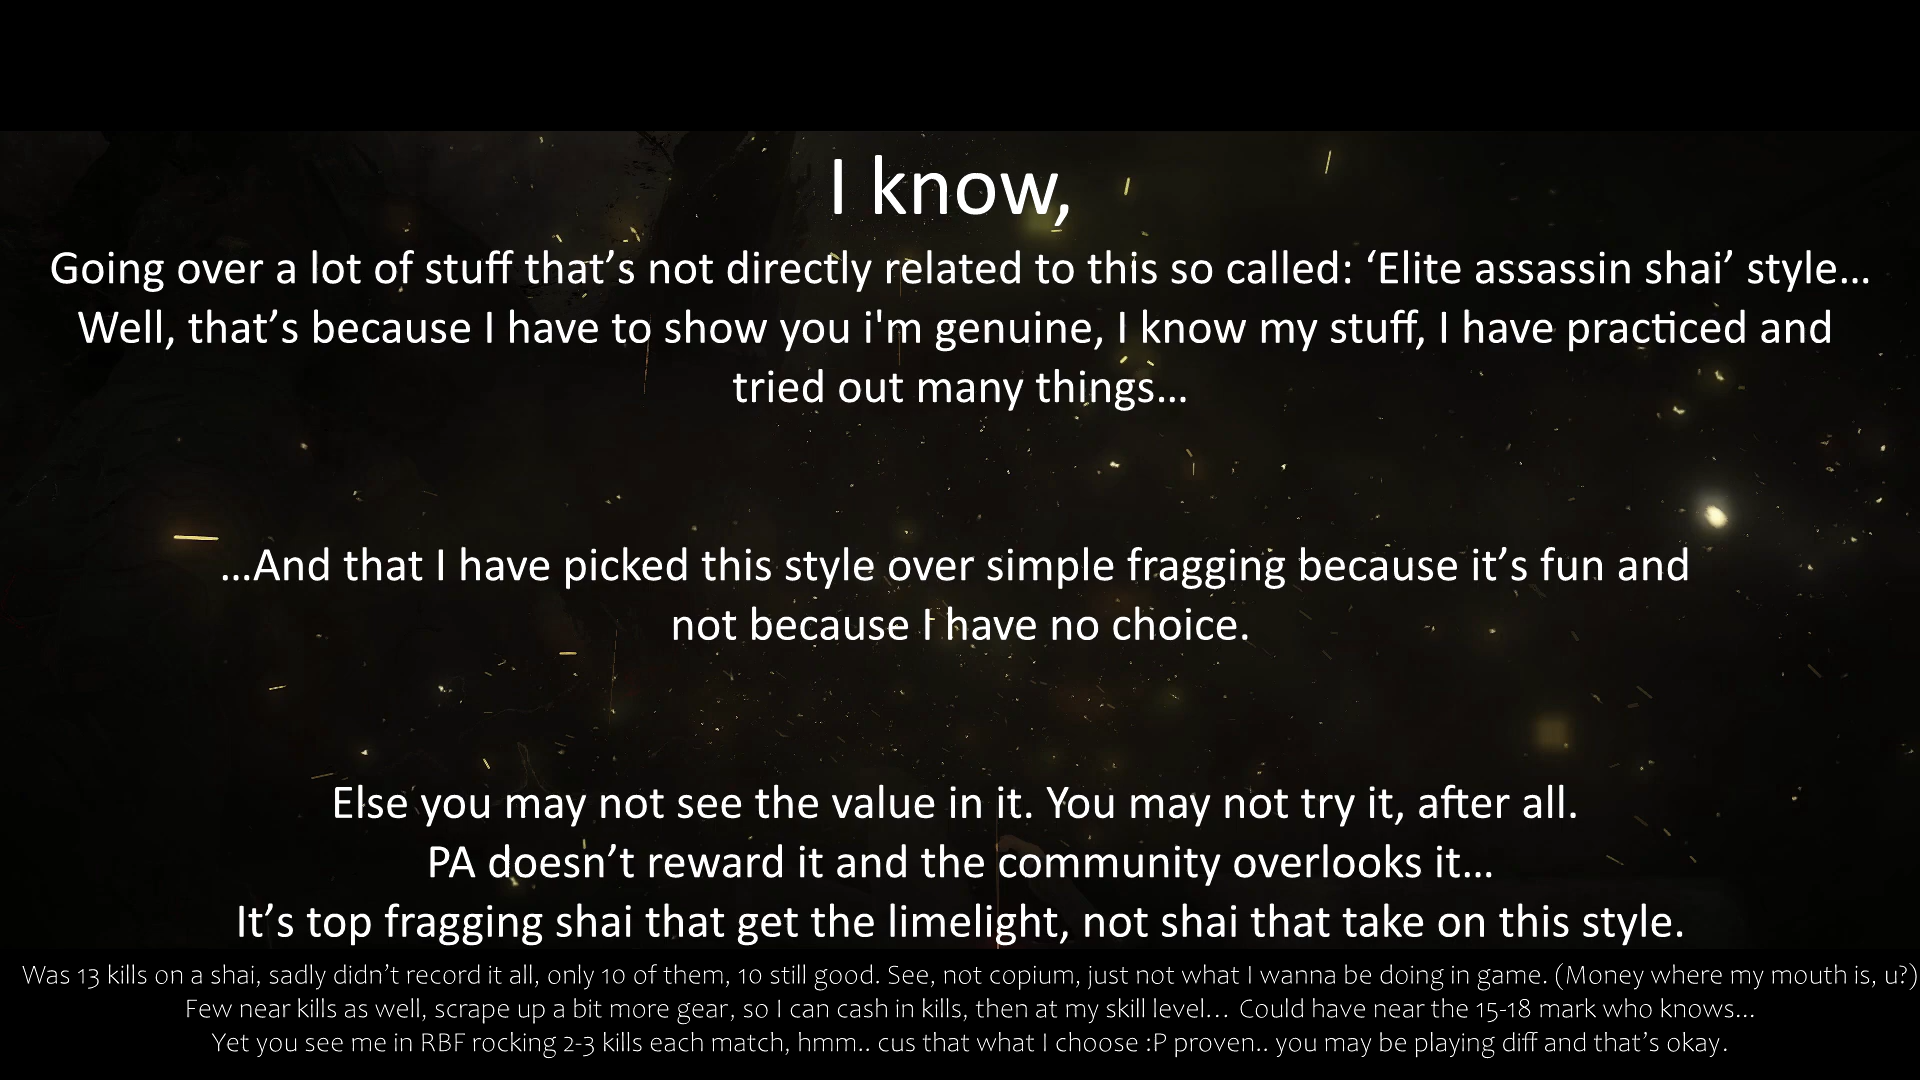 I know,
Going over a lot of stuff that’s not directly related to this so called: ‘Elite assassin shai’ style...
Well, that’s because I have to show you i'm genuine, I know my stuff, I have practiced and
tried out many things...
...And that I have picked this style over simple fragging because it’s fun and
not because I have no choice.
Else you may not see the value in it. You may not try it, after all.
PA doesn’t reward it and the community overlooks it...
It’s top fragging shai that get the limelight, not shai that take on this style.
Was 13 kills on a shai, sadly didn’t record it all, only 10 of them, 10 still good. See, not copium, just not what I wanna be doing in game. (Money where my mouth is, u?)
Few near kills as well, scrape up a bit more gear, so I can cash in kills, then at my skill level... Could have near the 15-18 mark who knows...
Yet you see me in RBF rocking 2-3 kills each match, hmm.. cus that what I choose :P proven.. you may be playing diff and that’s okay.